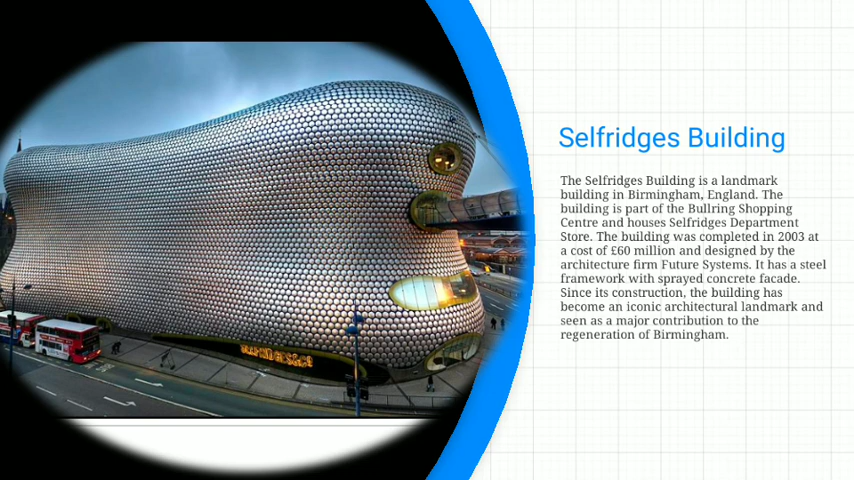 Selfridges Building
The Selfridges Building is a landmark
building in Birmingham, England. The
building is part of the Bullring Shopping
Centre and houses Selfridges Department
Store. The building was completed in 2003 at
a cost of £60 million and designed by the
architecture firm Future Systems. It has a steel
framework with sprayed concrete facade.
Since its construction, the building has
become an iconic architectural landmark and
seen as a major contribution to the
regeneration of Birmingham.